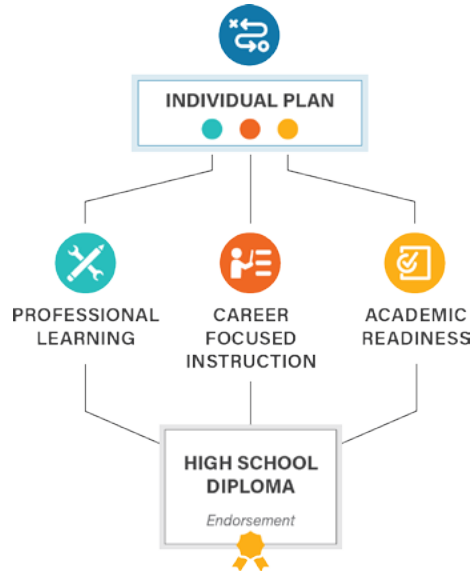 INDIVIDUAL PLAN
PROFESSIONAL
LEARNING
CAREER
FOCUSED
INSTRUCTION
ACADEMIC
READINESS
HIGH SCHOOL
DIPLOMA
Endorsement